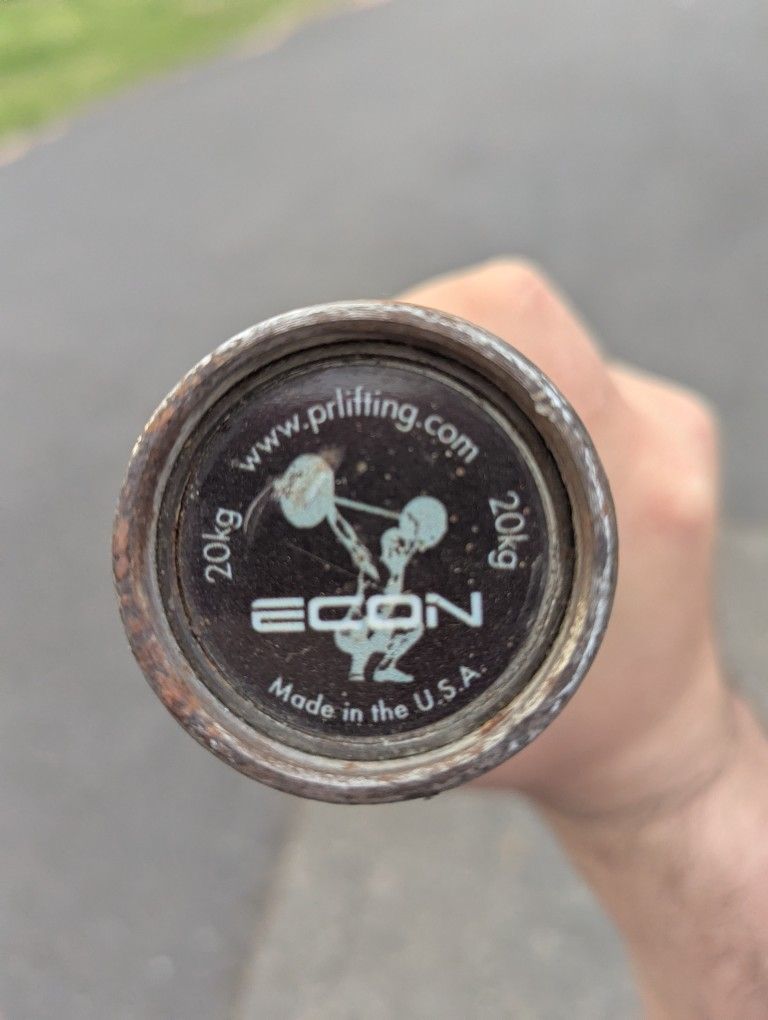 www.prlifting.com
20kg
20kg
ECON
Made in the U.S.A.